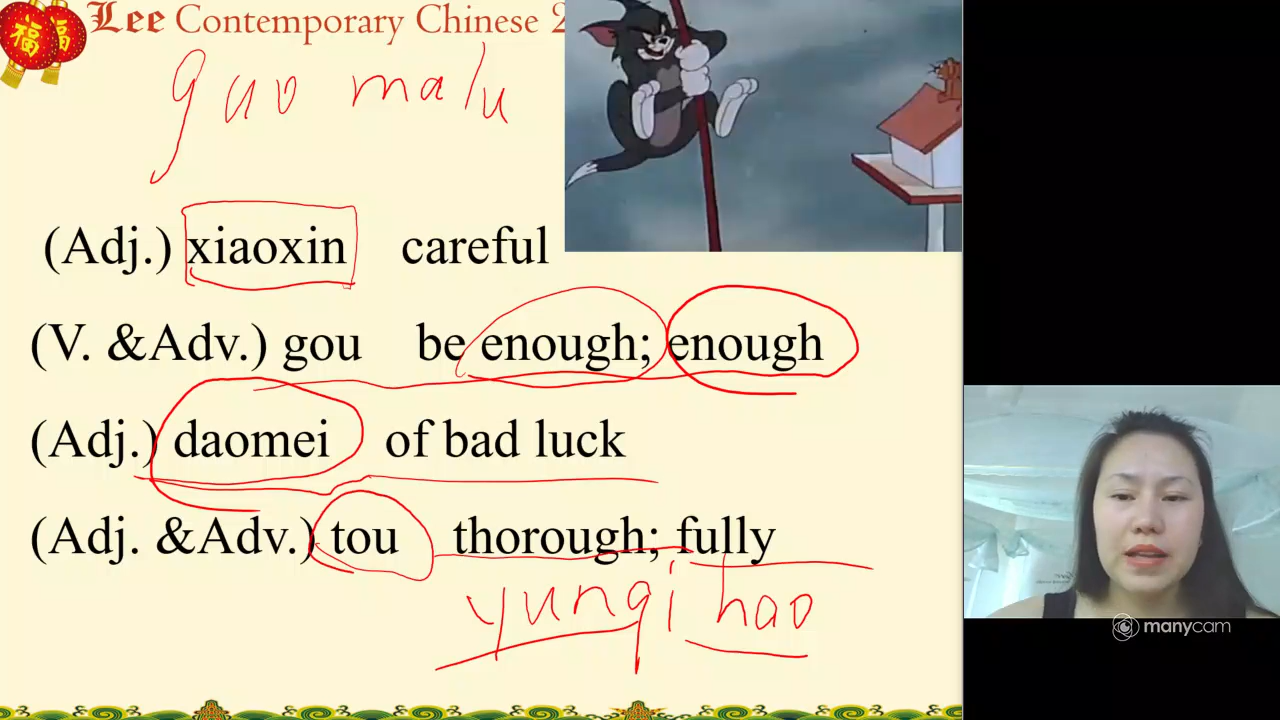 Lee Contemporary Chinese 2
guo malu
(Adj.) xiaoxin careful
(V. &Adv.) gou be enough; enough
(Adj.) daomei of bad luck
(Adj. &Adv.) tou thorough; fully
yunqi hao
manycam
福 福